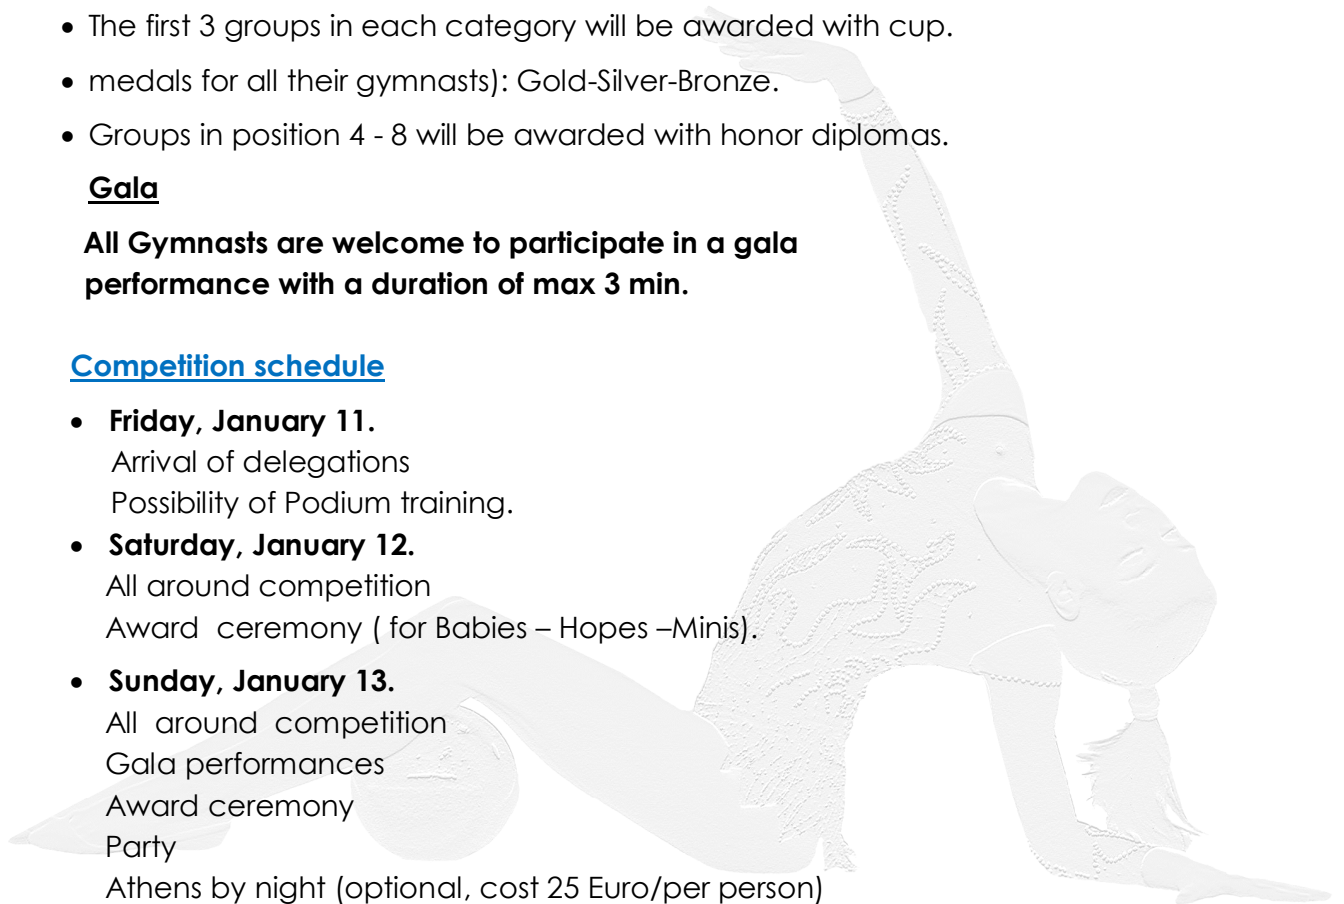 • The first 3 groups in each category will be awarded with cup.
• medals for all their gymnasts): Gold-Silver-Bronze.
• Groups in position 4 - 8 will be awarded with honor diplomas.
Gala
All Gymnasts are welcome to participate in a gala
performance with a duration of max 3 min.
Competition schedule
• Friday, January 11.
Arrival of delegations
Possibility of Podium training.
• Saturday, January 12.
All around competition
Award ceremony ( for Babies – Hopes –Minis).
• Sunday, January 13.
All around competition
Gala performances
Award ceremony
Party
Athens by night (optional, cost 25 Euro/per person)